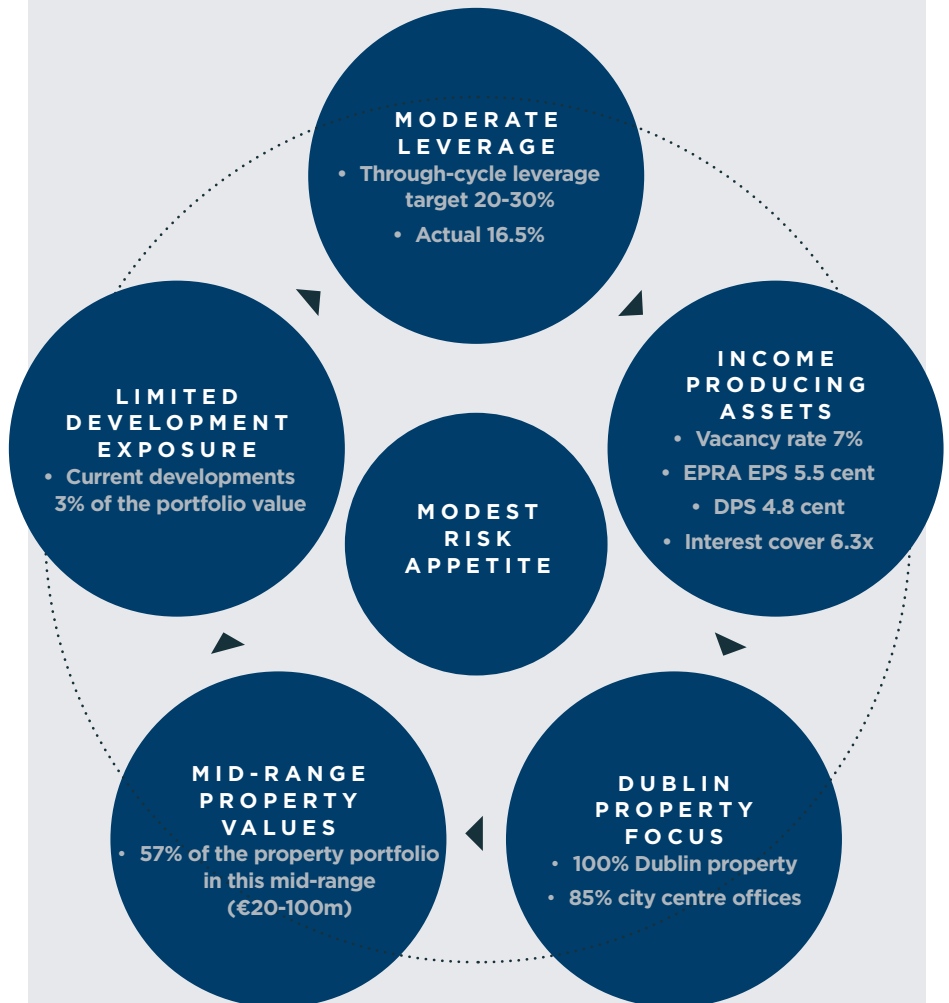 MODERATE
LEVERAGE
• Through-cycle leverage
target 20-30%
• Actual 16.5%
INCOME
PRODUCING
ASSETS
• Vacancy rate 7%
• EPRA EPS 5.5 cent
• DPS 4.8 cent
• Interest cover 6.3x
LIMITED
DEVELOPMENT
EXPOSURE
• Current developments
3% of the portfolio value
MODEST
RISK
APPETITE
MID-RANGE
PROPERTY
VALUES
• 57% of the property portfolio
in this mid-range
(€20-100m)
DUBLIN
PROPERTY
FOCUS
• 100% Dublin property
• 85% city centre offices